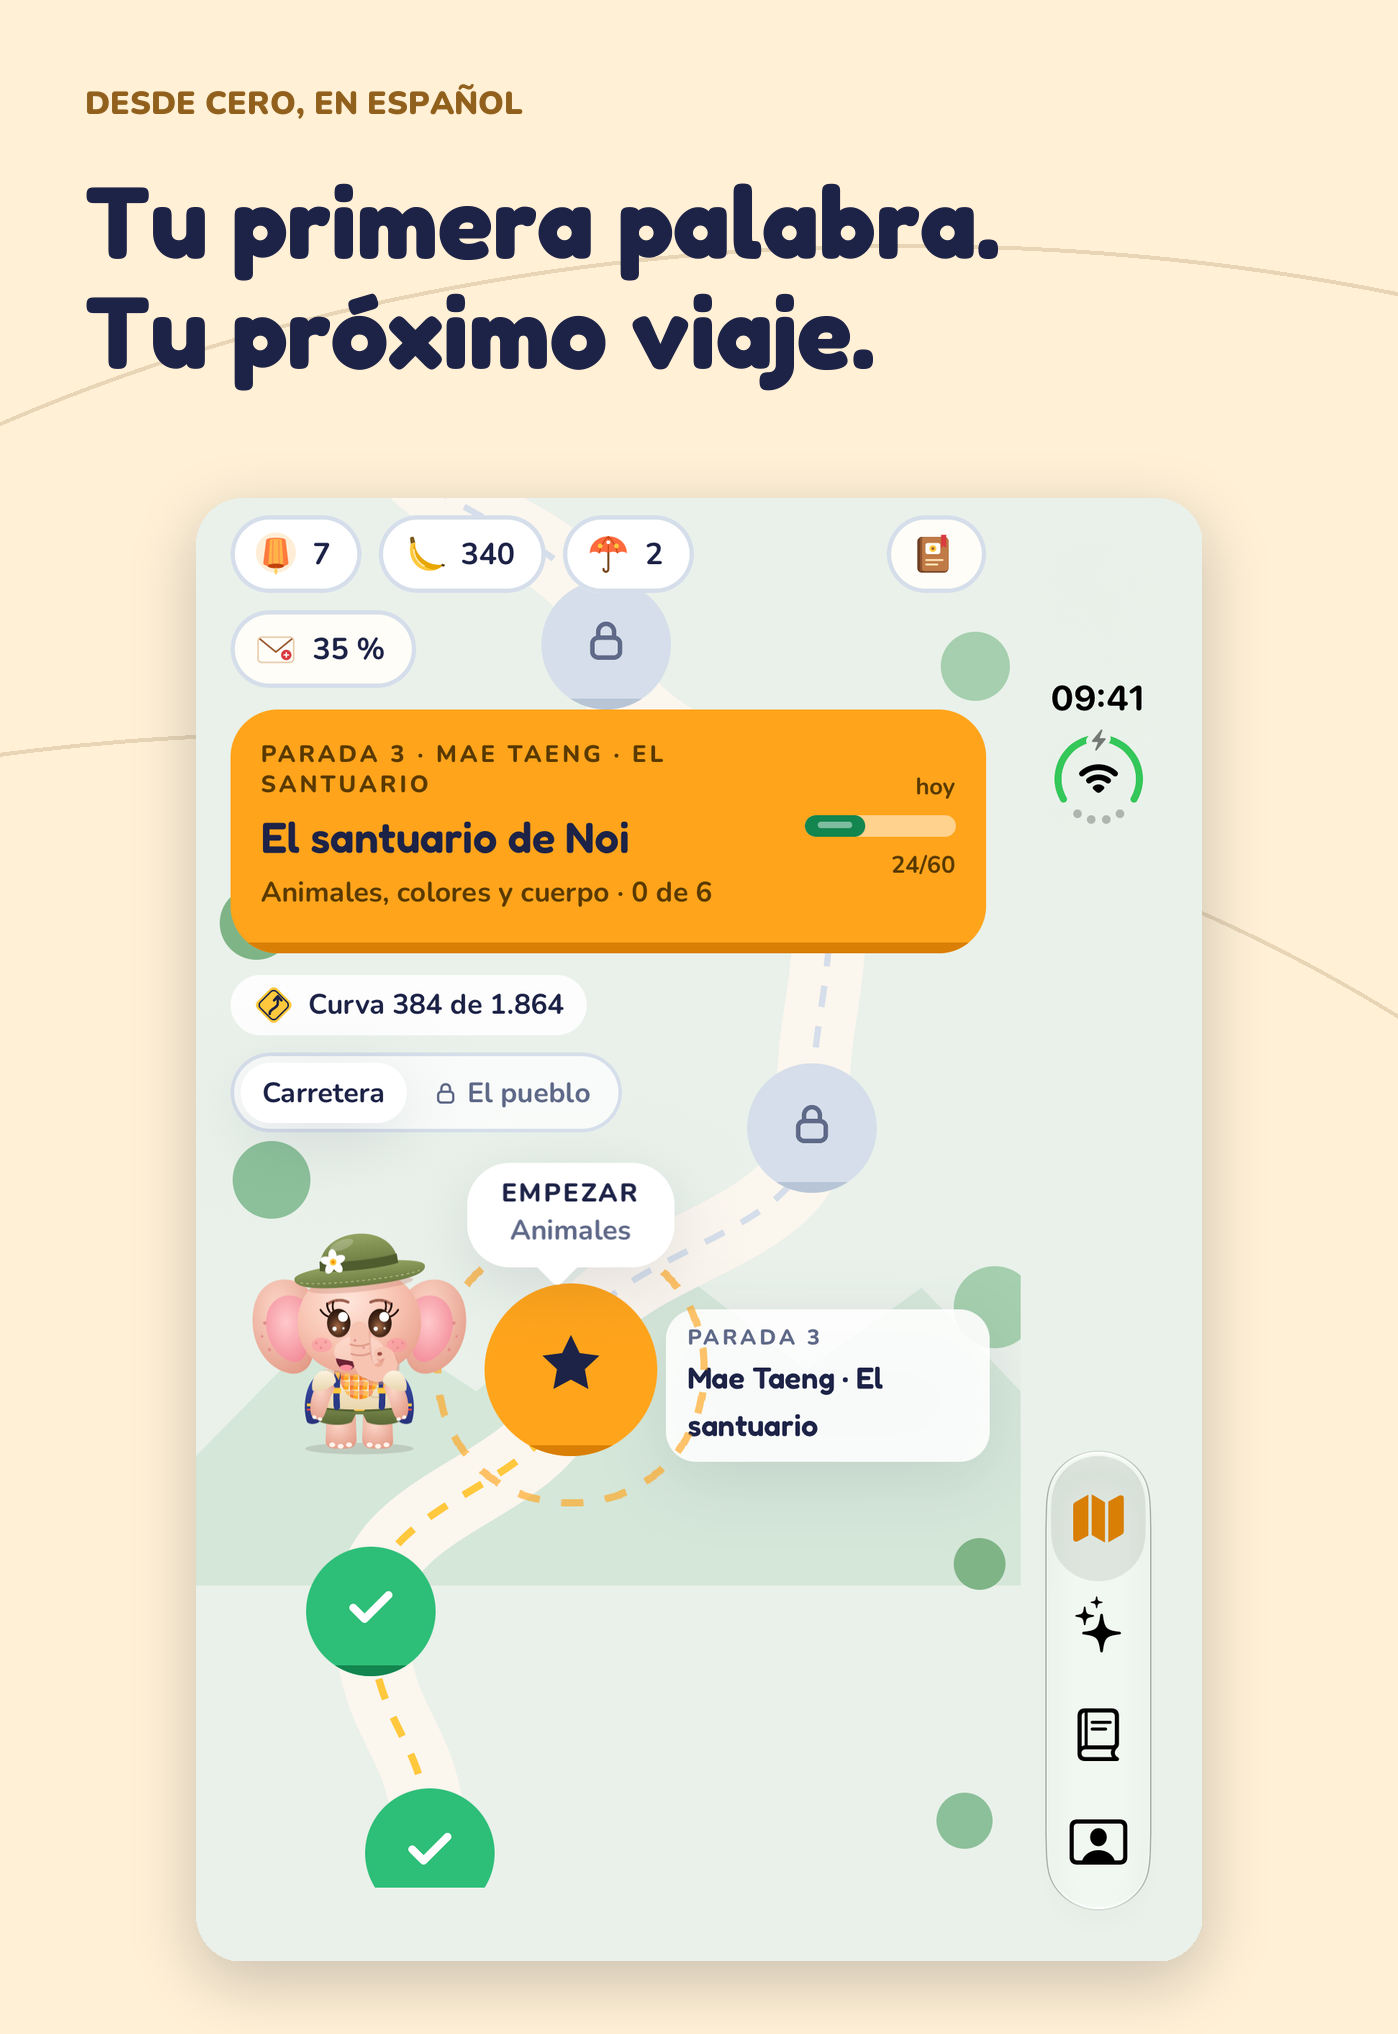 DESDE CERO, EN ESPAÑOL
Tu primera palabra.
Tu próximo viaje.
7
340
2
35 %
09:41
PARADA 3 · MAE TAENG · EL
SANTUARIO
hoy
El santuario de Noi
24/60
Animales, colores y cuerpo · 0 de 6
Curva 384 de 1.864
Carretera
El pueblo
EMPEZAR
Animales
PARADA 3
Mae Taeng · El
santuario